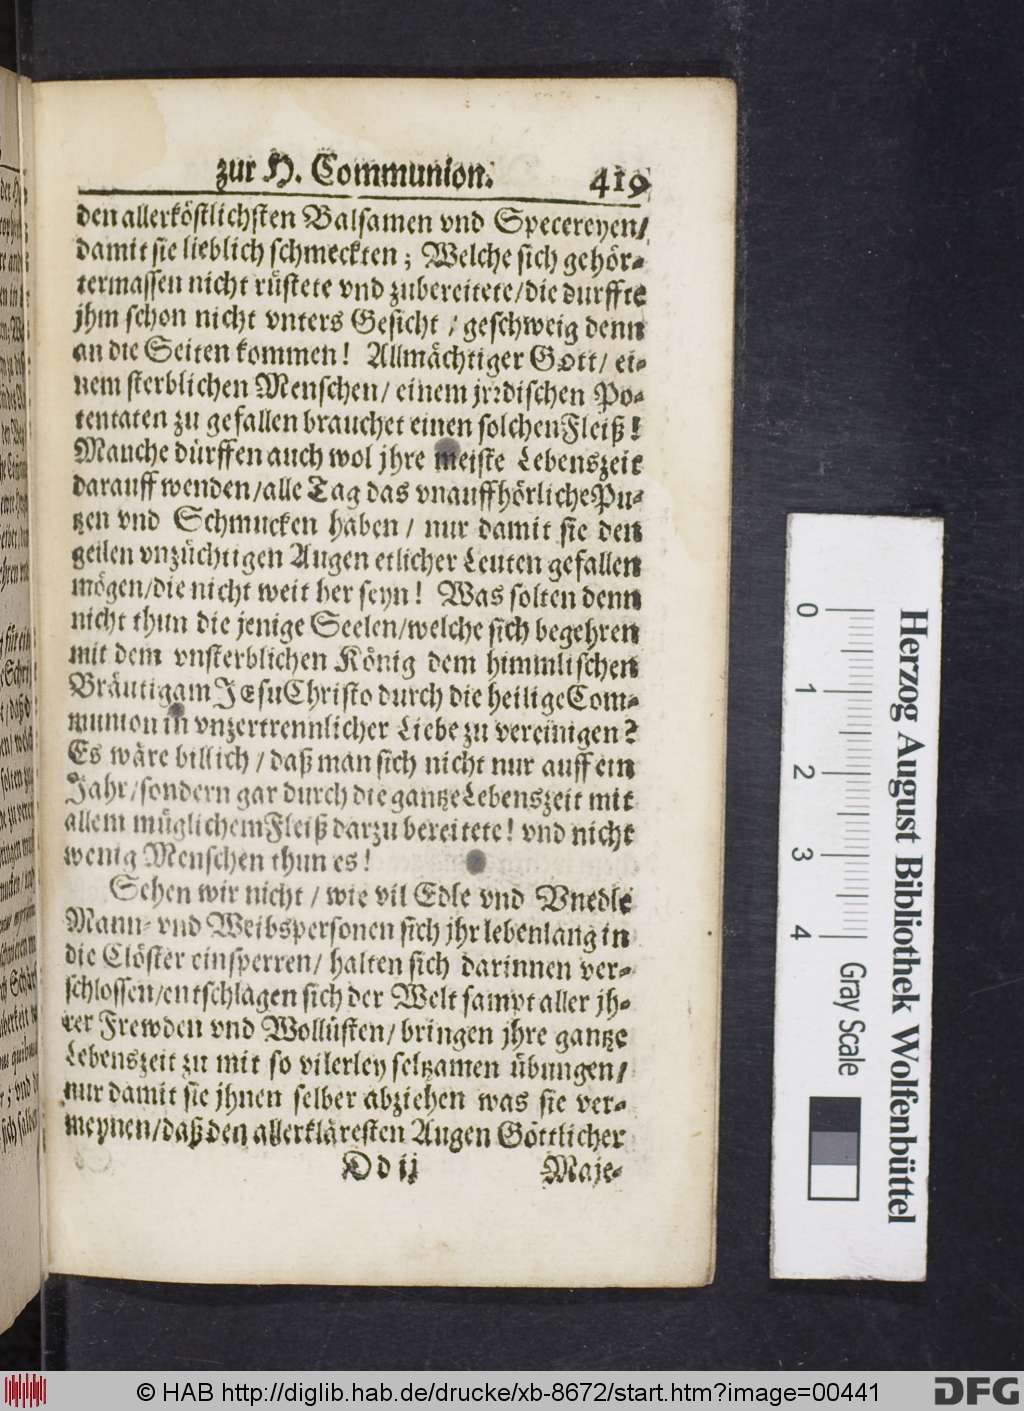 zur H. Communion. 419
den allerköstlichsten Balsamen vnd Specereyen/
damit sie lieblich schmeckten; Welche sich gehör-
termassen nicht rüstete vnd zubereitete/die durffte
jhm schon nicht vnters Gesicht / geschweig denn
an die Seiten kommen! Allmächtiger Gott/ ei-
nem sterblichen Menschen/ einem jrrdischen Po-
tentaten zu gefallen brauchet einen solchen Fleiß!
Manche dürffen auch wol jhre meiste Lebenszeit
darauff wenden/alle Tag das vnauffhörliche Pu-
tzen vnd Schmucken haben / nur damit sie den
geilen vnzüchtigen Augen etlicher Leuten gefallen
mögen/die nicht weit her seyn! Was solten denn
nicht thun die jenige Seelen/welche sich begehren
mit dem vnsterblichen König dem himmlischen
Bräutigam JEsu Christo durch die heilige Com-
munion in vnzertrennlicher Liebe zu vereinigen?
Es wäre billich / daß man sich nicht nur auff ein
Jahr/sondern gar durch die gantze Lebenszeit mit
allem müglichem Fleiß darzu bereitete! vnd nicht
wenig Menschen thun es!
Sehen wir nicht / wie vil Edle vnd Vnedle
Mann- vnd Weibspersonen sich jhr lebenlang in
die Clöster einsperren/ halten sich darinnen ver-
schlossen/entschlagen sich der Welt sampt aller jh-
rer Frewden vnd Wollüsten/ bringen jhre gantze
Lebenszeit zu mit so vilerley seltzamen übungen/
nur damit sie jhnen selber abziehen was sie ver-
meynen/daß den allerkläresten Augen Göttlicher
D d ij Maje-
0 1 2 3 4 Gray Scale
Herzog August Bibliothek Wolfenbüttel
© HAB http://diglib.hab.de/drucke/xb-8672/start.htm?image=00441
DFG